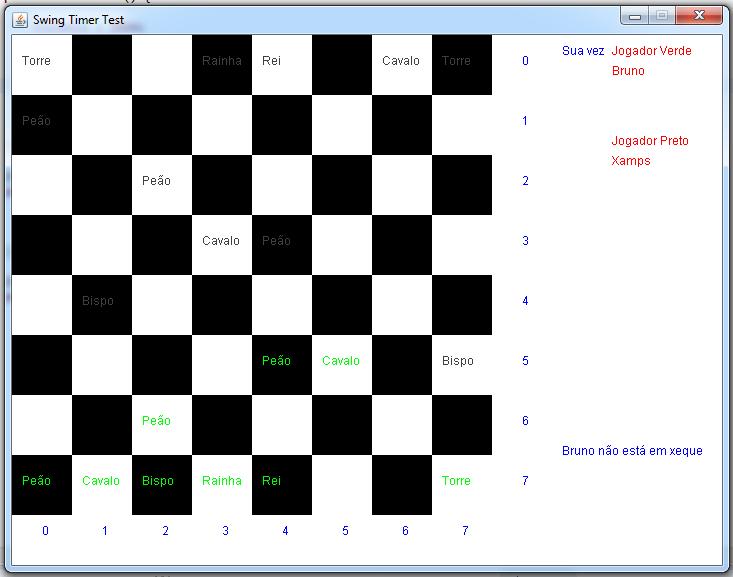 Swing Timer Test
Torre Rainha Rei Cavalo Torre 0 Sua vez Jogador Verde
Bruno
Peão 1
Jogador Preto
Xamps
Peão 2
Cavalo Peão 3
Bispo 4
Peão Cavalo Bispo 5
Peão 6
Bruno não está em xeque
Peão Cavalo Bispo Rainha Rei Torre 7
0 1 2 3 4 5 6 7